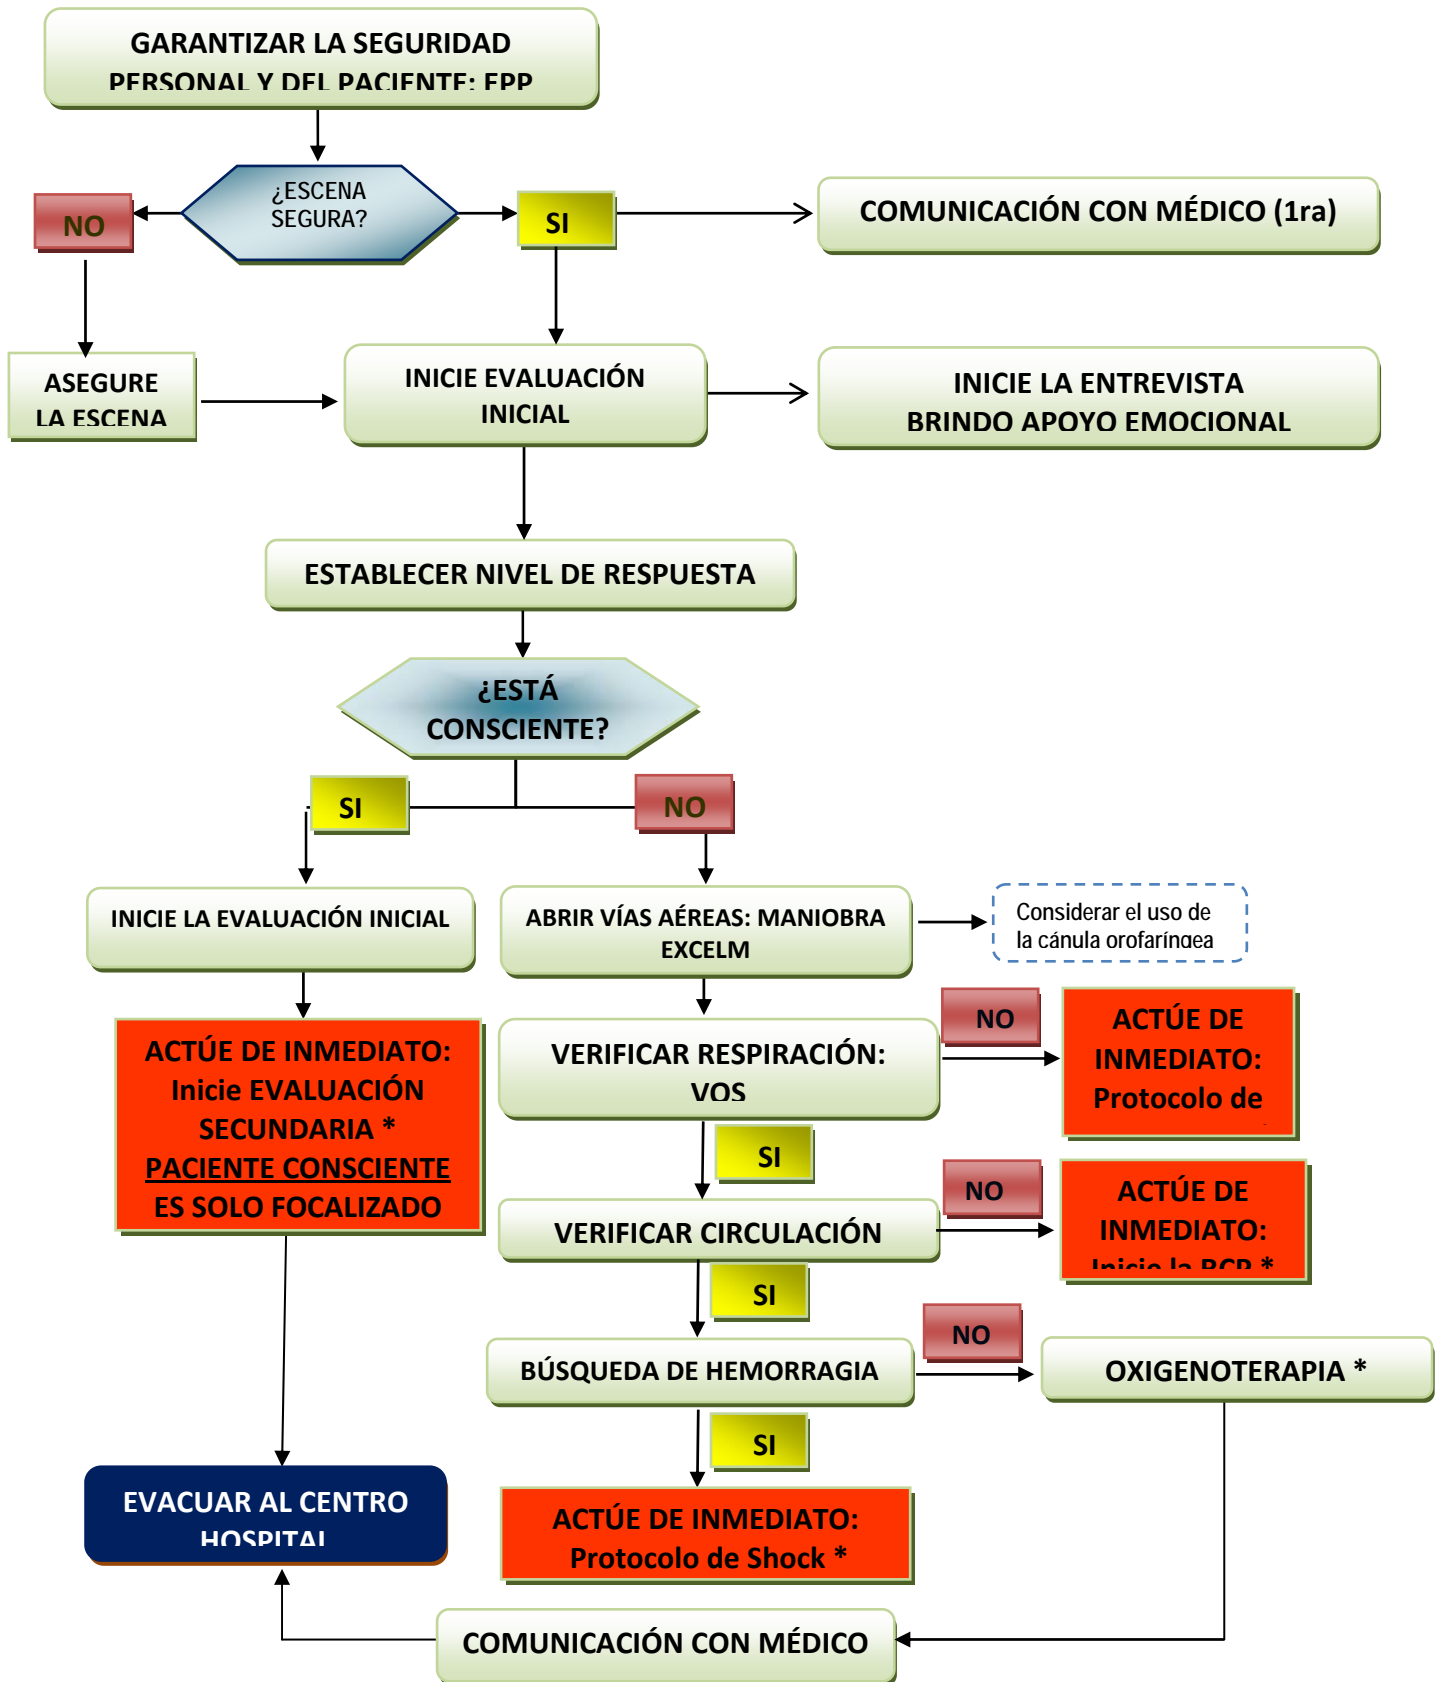 GARANTIZAR LA SEGURIDAD
PERSONAL Y DEL PACIENTE: EPP
¿ESCENA
SEGURA?
NO
SI
COMUNICACIÓN CON MÉDICO (1ra)
ASEGURE
LA ESCENA
INICIE EVALUACIÓN
INICIAL
INICIE LA ENTREVISTA
BRINDO APOYO EMOCIONAL
ESTABLECER NIVEL DE RESPUESTA
¿ESTÁ
CONSCIENTE?
SI
NO
INICIE LA EVALUACIÓN INICIAL
ABRIR VÍAS AÉREAS: MANIOBRA
EXCELM
Considerar el uso de
la cánula orofaríngea
ACTÚE DE INMEDIATO:
Inicie EVALUACIÓN
SECUNDARIA *
PACIENTE CONSCIENTE
ES SOLO FOCALIZADO
VERIFICAR RESPIRACIÓN:
VOS
NO
ACTÚE DE
INMEDIATO:
Protocolo de
SI
VERIFICAR CIRCULACIÓN
NO
ACTÚE DE
INMEDIATO:
Inicie la RCP *
SI
BÚSQUEDA DE HEMORRAGIA
NO
OXIGENOTERAPIA *
SI
ACTÚE DE INMEDIATO:
Protocolo de Shock *
EVACUAR AL CENTRO
HOSPITAL
COMUNICACIÓN CON MÉDICO